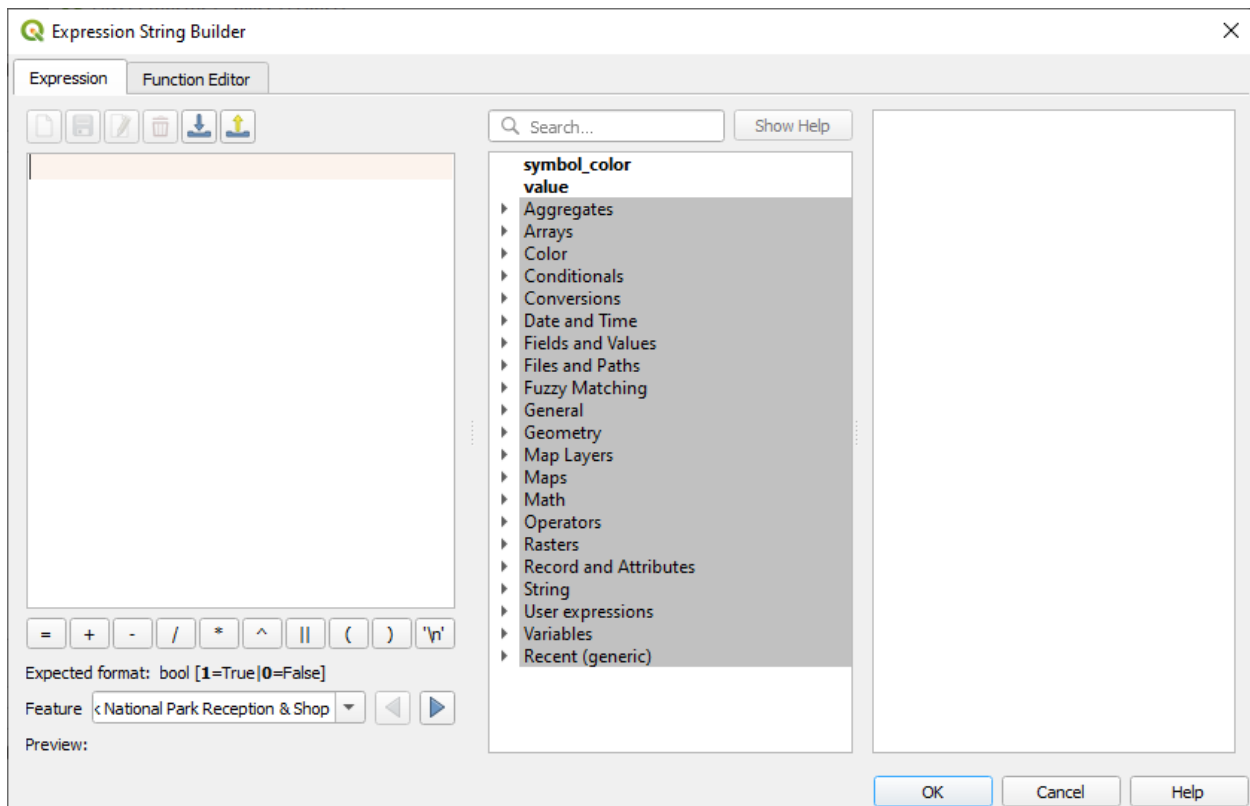 Expression String Builder
Expression
Function Editor
Search...
Show Help
symbol_color
value
Aggregates
Arrays
Color
Conditionals
Conversions
Date and Time
Fields and Values
Files and Paths
Fuzzy Matching
General
Geometry
Map Layers
Maps
Math
Operators
Rasters
Record and Attributes
String
User expressions
Variables
Recent (generic)
= + - / * ^ || ( ) '\n'
Expected format: bool [1=True|0=False]
Feature
National Park Reception & Shop
Preview:
OK
Cancel
Help